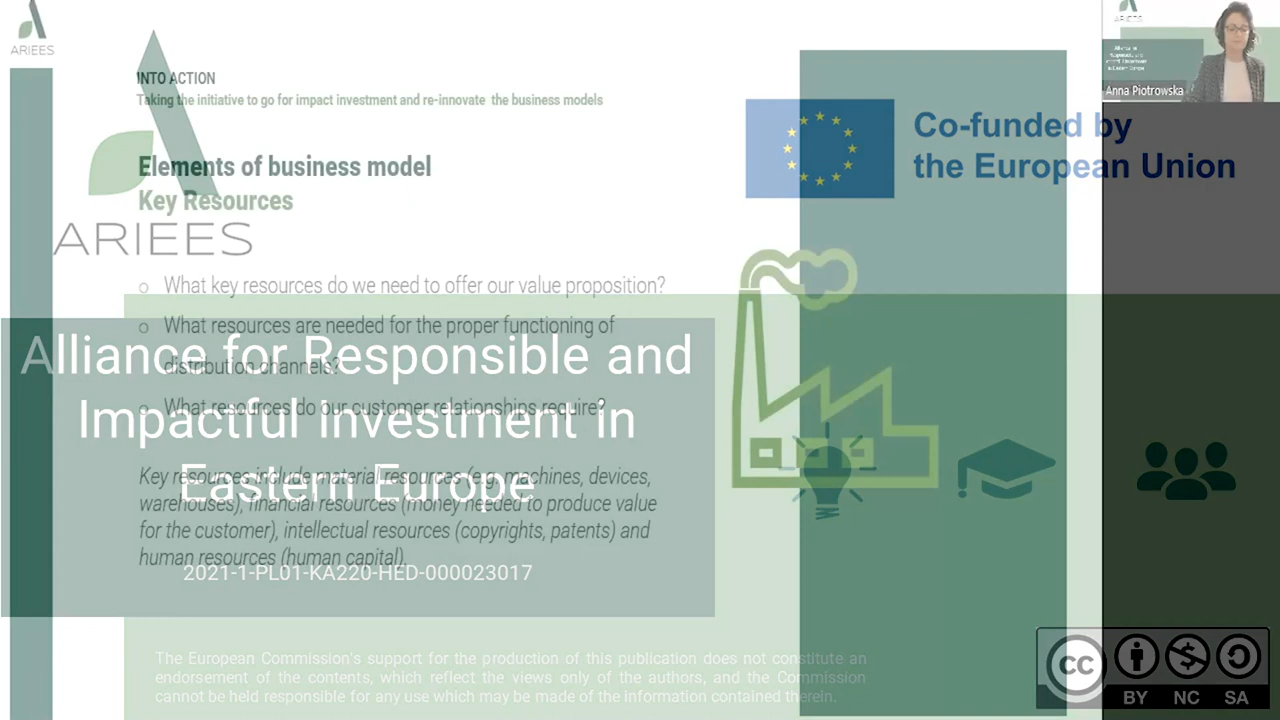 ARIEES
INTO ACTION
Taking the initiative to go for impact investment and re-innovate the business models
Elements of business model
Key Resources
ARIEES
What key resources do we need to offer our value proposition?
What resources are needed for the proper functioning of
distribution channels?
What resources do our customer relationships require?
Key resources include material resources (e.g. machines, devices,
warehouses), financial resources (money needed to produce value
for the customer), intellectual resources (copyrights, patents) and
human resources (human capital).
Alliance for Responsible and
Impactful Investment in
Eastern Europe
2021-1-PL01-KA220-HED-000023017
The European Commission's support for the production of this publication does not constitute an
endorsement of the contents, which reflect the views only of the authors, and the Commission
cannot be held responsible for any use which may be made of the information contained therein.
Co-funded by
the European Union
ARIEES
Anna Piotrowska
CC
BY NC SA